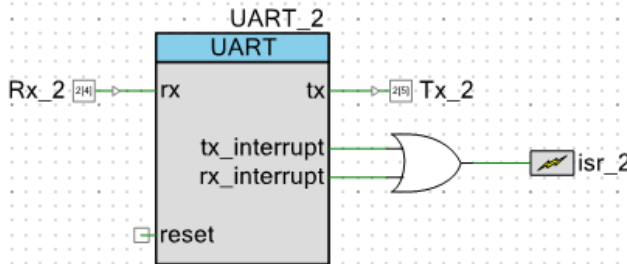 UART_2
UART
Rx_2 2[4] rx tx 2[5] Tx_2
tx_interrupt
rx_interrupt isr_2
reset